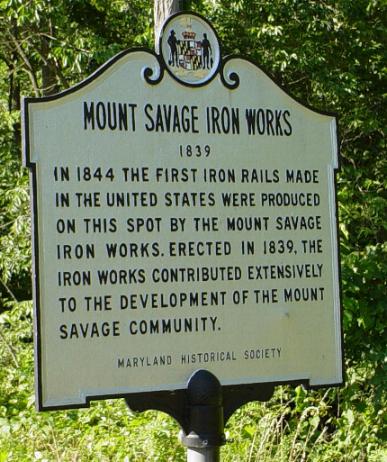 MOUNT SAVAGE IRON WORKS
1839
IN 1844 THE FIRST IRON RAILS MADE
IN THE UNITED STATES WERE PRODUCED
ON THIS SPOT BY THE MOUNT SAVAGE
IRON WORKS. ERECTED IN 1839, THE
IRON WORKS CONTRIBUTED EXTENSIVELY
TO THE DEVELOPMENT OF THE MOUNT
SAVAGE COMMUNITY.
MARYLAND HISTORICAL SOCIETY